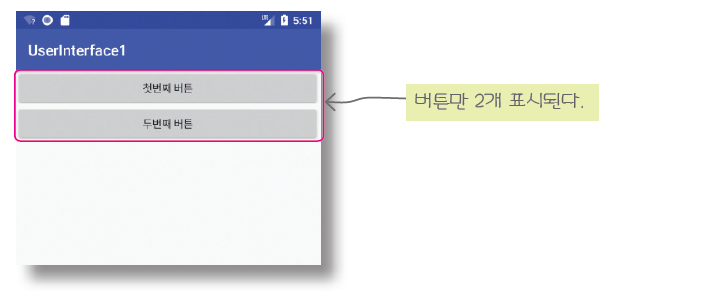 5:51
UserInterface1
첫번째 버튼
두번째 버튼
버튼만 2개 표시된다.